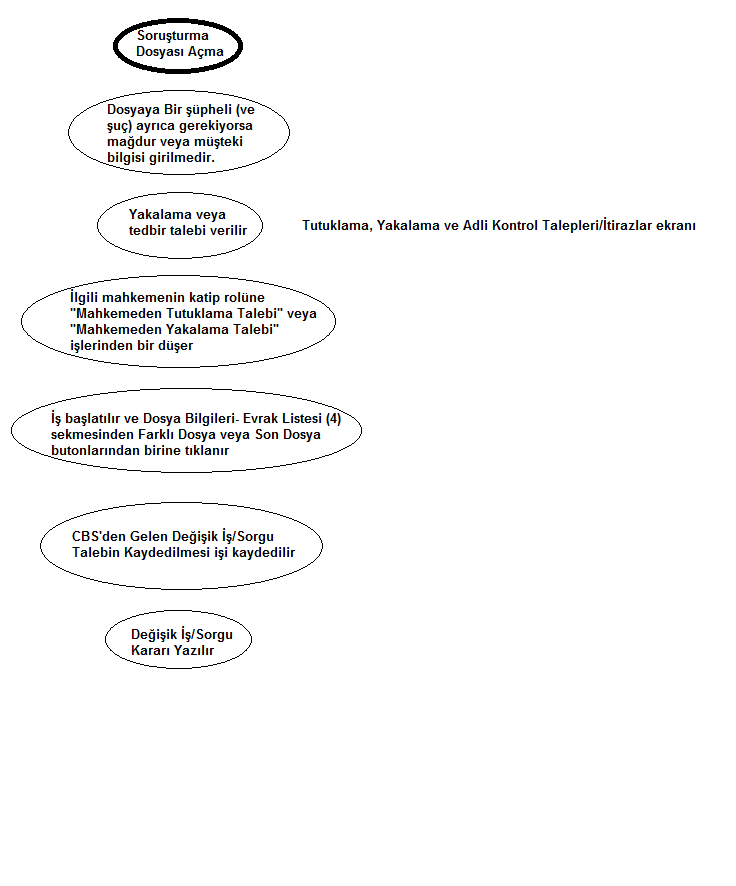 Soruşturma
Dosyası Açma
Dosyaya Bir şüpheli (ve
şuç) ayrıca gerekiyorsa
mağdur veya müşteki
bilgisi girilmedir.
Yakalama veya
tedbir talebi verilir
Tutuklama, Yakalama ve Adli Kontrol Talepleri/İtirazlar ekranı
İlgili mahkemenin katip rolüne
"Mahkemeden Tutuklama Talebi" veya
"Mahkemeden Yakalama Talebi"
işlerinden bir düşer
İş başlatılır ve Dosya Bilgileri- Evrak Listesi (4)
sekmesinden Farklı Dosya veya Son Dosya
butonlarından birine tıklanır
CBS'den Gelen Değişik İş/Sorgu
Talebin Kaydedilmesi işi kaydedilir
Değişik İş/Sorgu
Kararı Yazılır